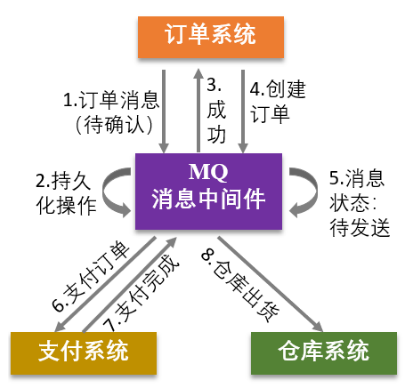 订单系统
1.订单消息
（待确认）
3.
成
功
4.创建
订单
MQ
消息中间件
2.持久
化操作
5.消息
状态：
待发送
6.支付订单
7.支付完成
8.仓库出货
支付系统
仓库系统